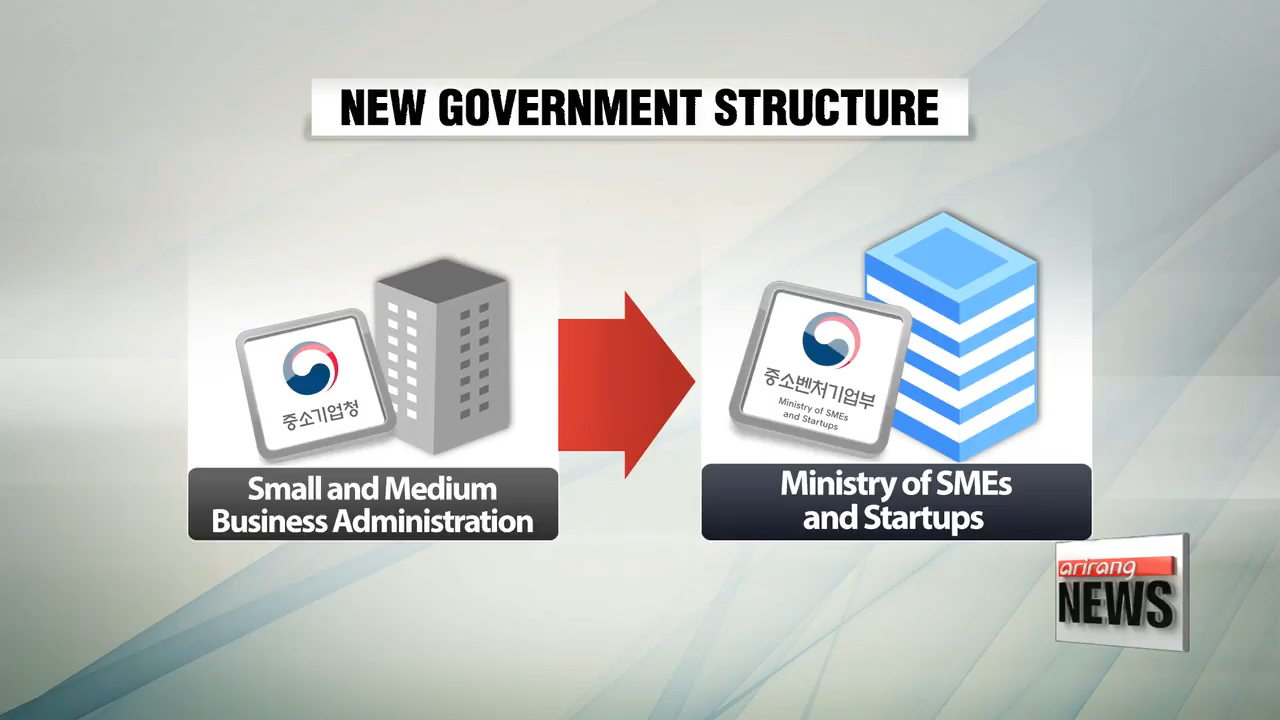 NEW GOVERNMENT STRUCTURE
중소기업청
Small and Medium
Business Administration
중소벤처기업부
Ministry of SMEs
and Startups
Ministry of SMEs
and Startups
arirang
NEWS